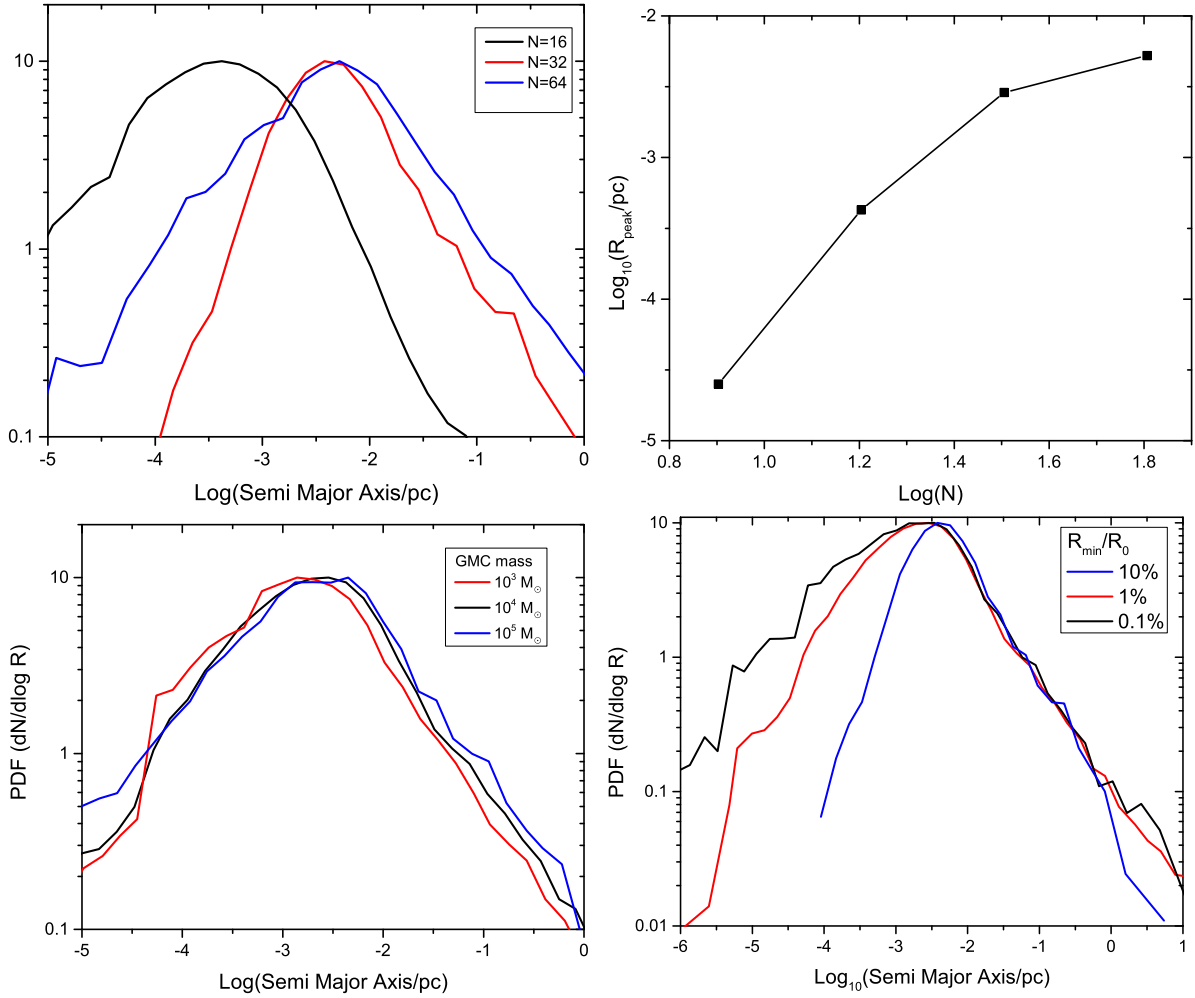 N=16
N=32
N=64
10
1
0.1
-5 -4 -3 -2 -1 0
Log(Semi Major Axis/pc)
-2
-3
-4
-5
Log₁₀(R_peak/pc)
0.8 1.0 1.2 1.4 1.6 1.8
Log(N)
GMC mass
10³ M☉
10⁴ M☉
10⁵ M☉
10
1
0.1
PDF (dN/dlog R)
-5 -4 -3 -2 -1 0
Log(Semi Major Axis/pc)
R_min/R₀
10%
1%
0.1%
10
1
0.1
0.01
PDF (dN/dlog R)
-6 -5 -4 -3 -2 -1 0 1
Log₁₀(Semi Major Axis/pc)